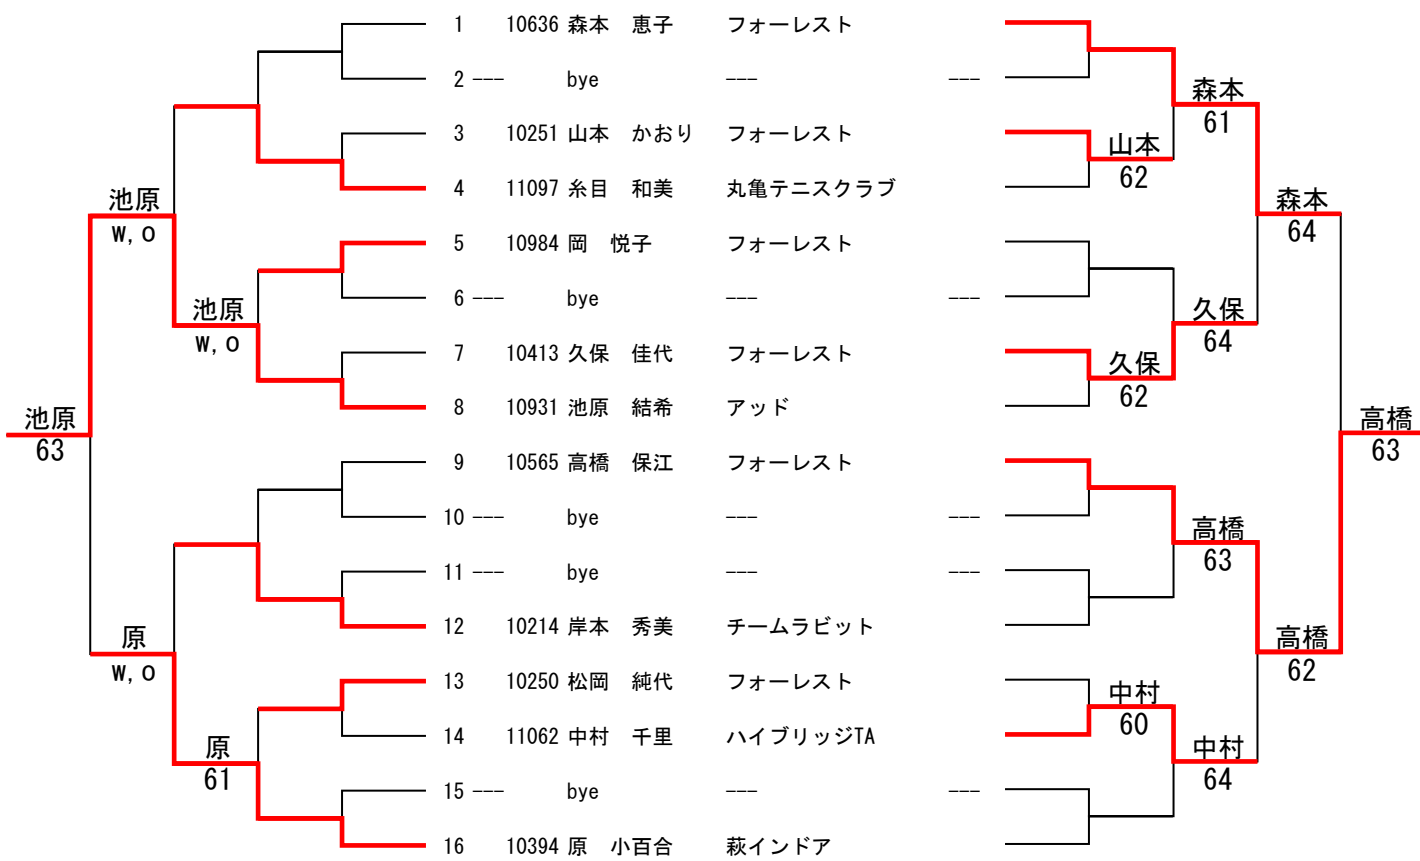 1 10636 森本 恵子 フォーレスト
2 --- bye --- ---
森本
61
3 10251 山本 かおり フォーレスト
山本
62
4 11097 糸目 和美 丸亀テニスクラブ
池原
W,O
森本
64
5 10984 岡 悦子 フォーレスト
6 --- bye --- ---
池原
W,O
久保
64
7 10413 久保 佳代 フォーレスト
久保
62
8 10931 池原 結希 アッド
池原
63
高橋
63
9 10565 高橋 保江 フォーレスト
10 --- bye --- ---
高橋
63
11 --- bye --- ---
12 10214 岸本 秀美 チームラビット
原
W,O
高橋
62
13 10250 松岡 純代 フォーレスト
中村
60
14 11062 中村 千里 ハイブリッジTA
原
61
中村
64
15 --- bye --- ---
16 10394 原 小百合 萩インドア